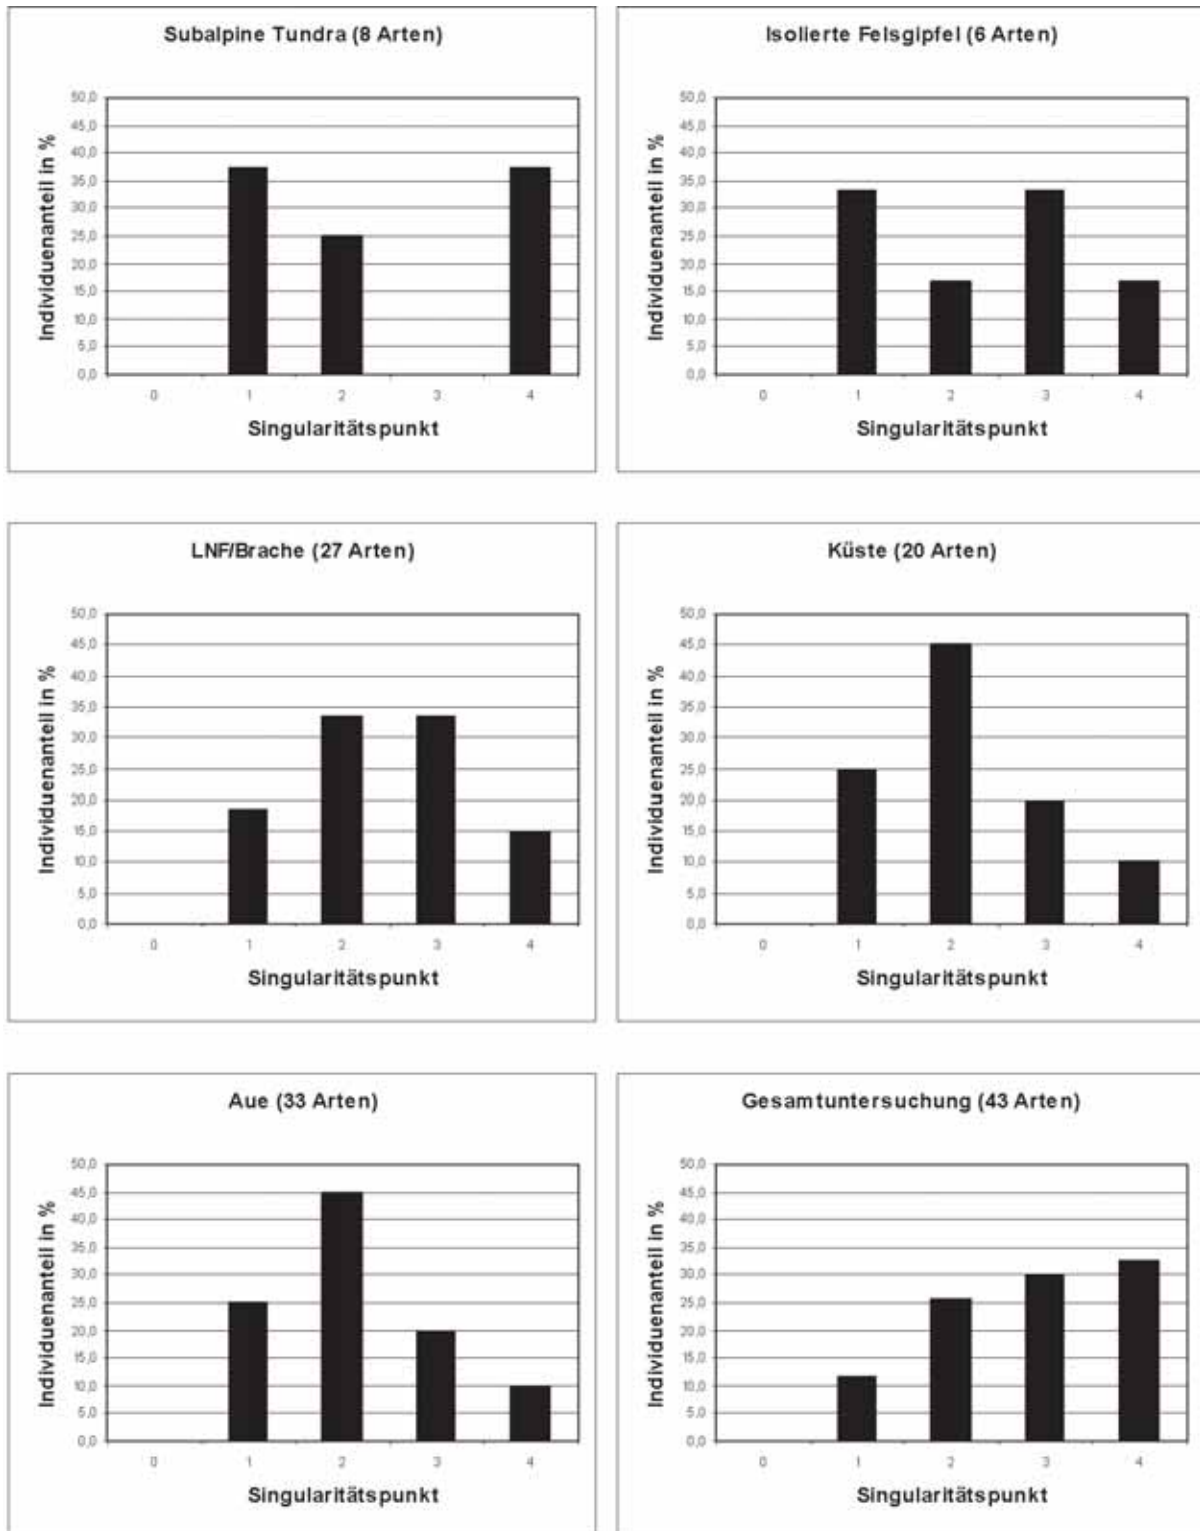 Subalpine Tundra (8 Arten)
Individuenanteil in %
50,0
45,0
40,0
35,0
30,0
25,0
20,0
15,0
10,0
5,0
0,0
0 1 2 3 4
Singularitätspunkt
Isolierte Felsgipfel (6 Arten)
Individuenanteil in %
50,0
45,0
40,0
35,0
30,0
25,0
20,0
15,0
10,0
5,0
0,0
0 1 2 3 4
Singularitätspunkt
LNF/Brache (27 Arten)
Individuenanteil in %
50,0
45,0
40,0
35,0
30,0
25,0
20,0
15,0
10,0
5,0
0,0
0 1 2 3 4
Singularitätspunkt
Küste (20 Arten)
Individuenanteil in %
50,0
45,0
40,0
35,0
30,0
25,0
20,0
15,0
10,0
5,0
0,0
0 1 2 3 4
Singularitätspunkt
Aue (33 Arten)
Individuenanteil in %
50,0
45,0
40,0
35,0
30,0
25,0
20,0
15,0
10,0
5,0
0,0
0 1 2 3 4
Singularitätspunkt
Gesamtuntersuchung (43 Arten)
Individuenanteil in %
50,0
45,0
40,0
35,0
30,0
25,0
20,0
15,0
10,0
5,0
0,0
0 1 2 3 4
Singularitätspunkt